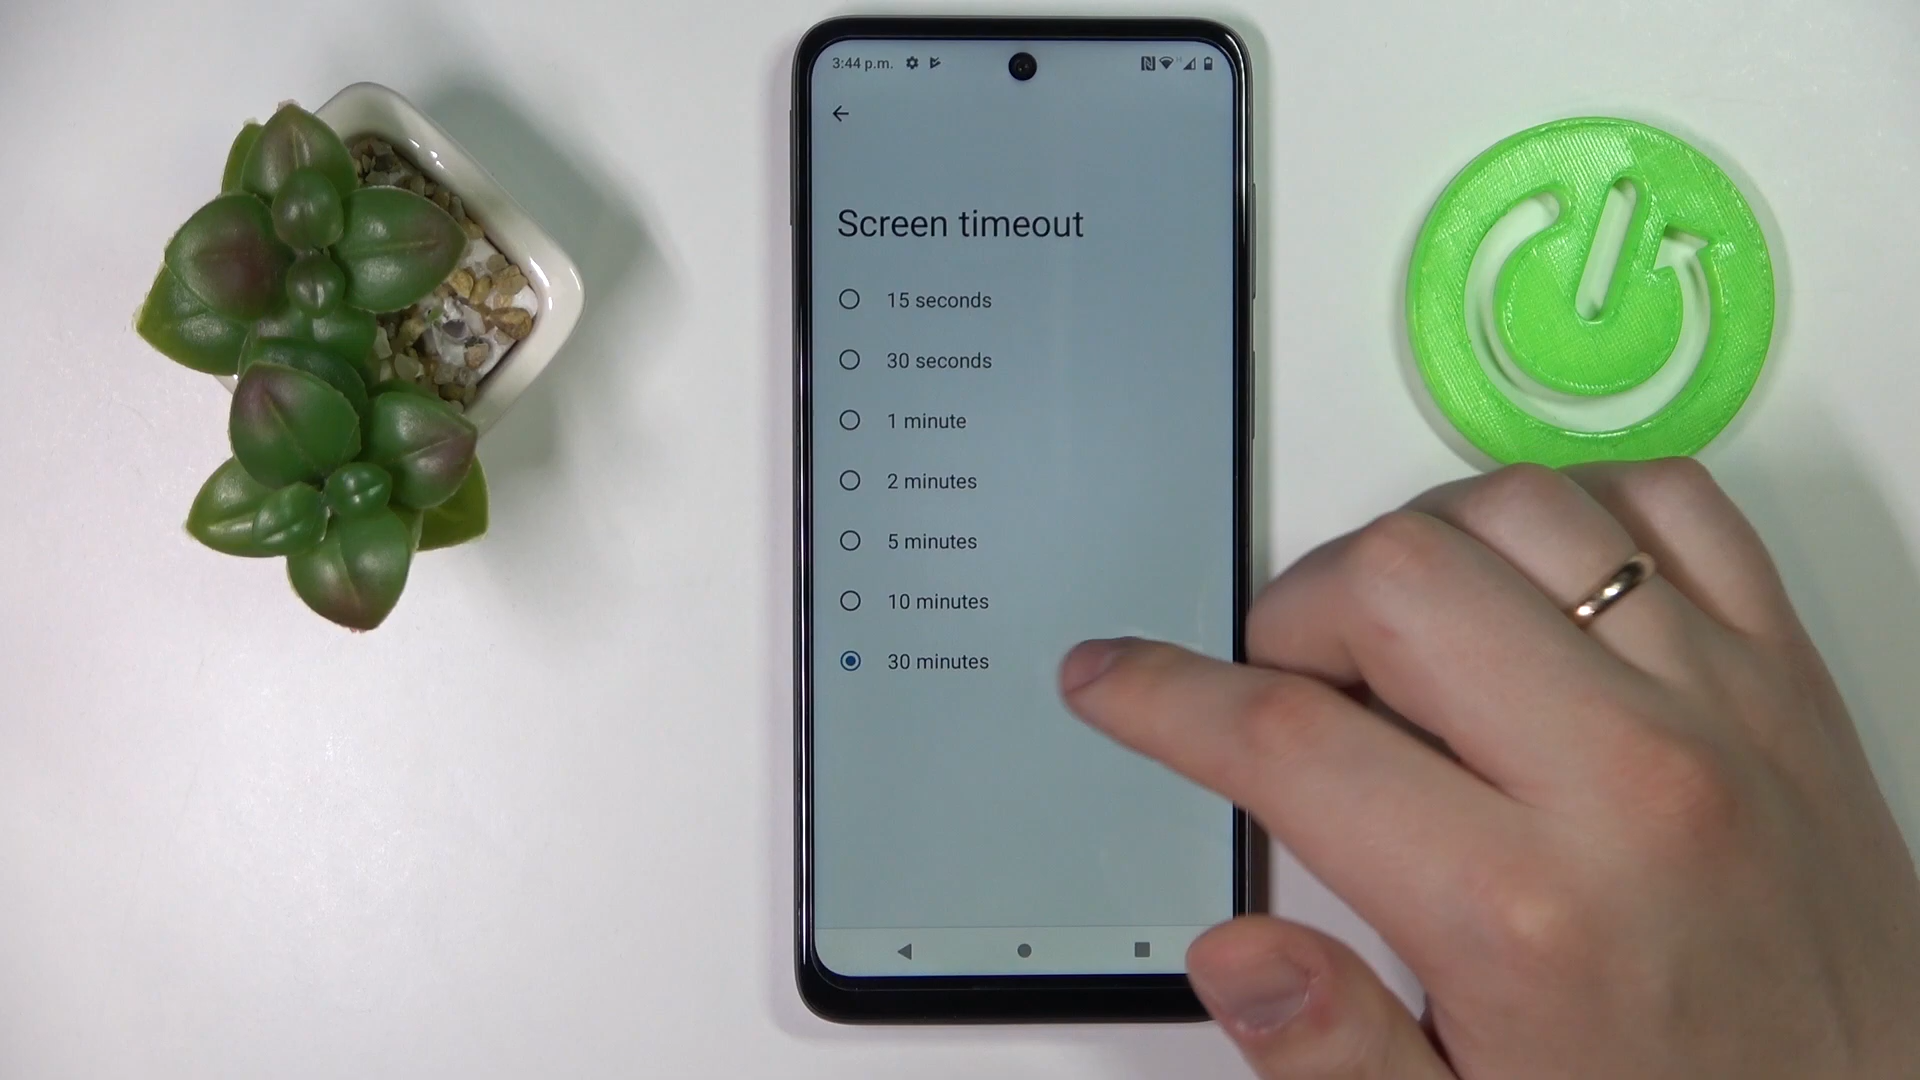 3:44 p.m.
Screen timeout
15 seconds
30 seconds
1 minute
2 minutes
5 minutes
10 minutes
30 minutes